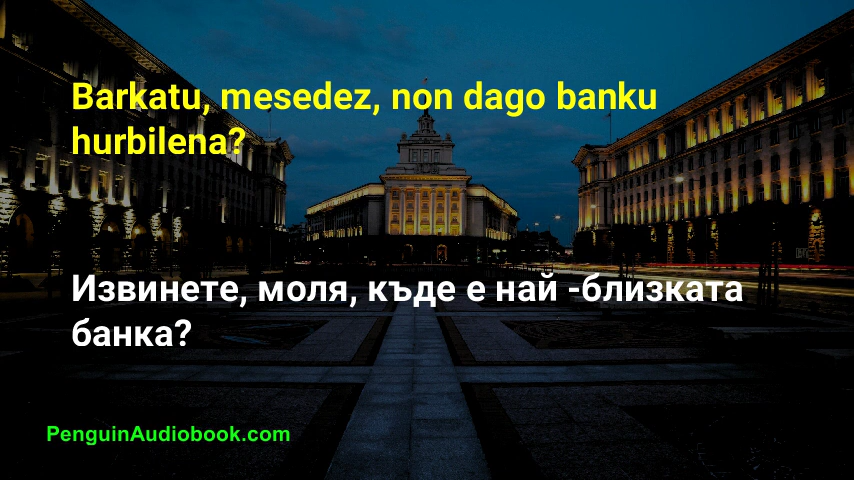 Barkatu, mesedez, non dago banku
hurbilena?
Извинете, моля, къде е най -близката
банка?
PenguinAudiobook.com